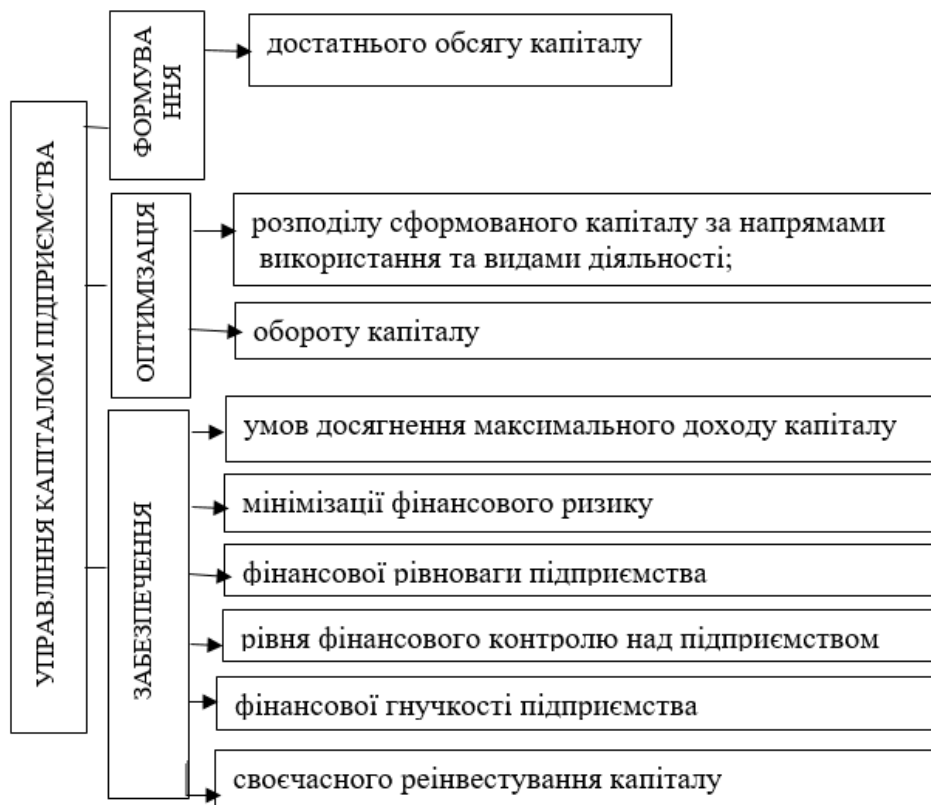 УПРАВЛІННЯ КАПІТАЛОМ ПІДПРИЄМСТВА
ФОРМУВА
ННЯ
достатнього обсягу капіталу
ОПТИМІЗАЦІЯ
розподілу сформованого капіталу за напрямами
використання та видами діяльності;
обороту капіталу
ЗАБЕЗПЕЧЕННЯ
умов досягнення максимального доходу капіталу
мінімізації фінансового ризику
фінансової рівноваги підприємства
рівня фінансового контролю над підприємством
фінансової гнучкості підприємства
своєчасного реінвестування капіталу